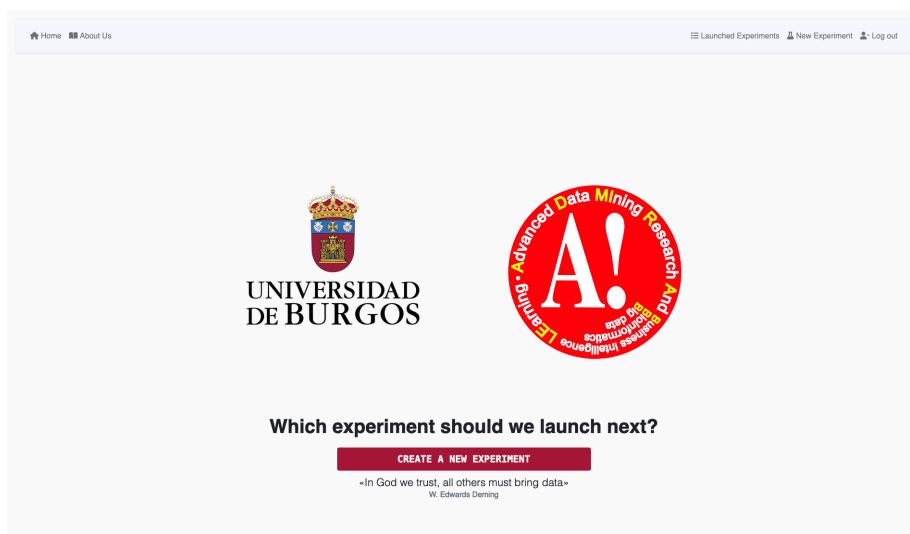 Home About Us Launched Experiments New Experiment Log out
UNIVERSIDAD
DE BURGOS
Advanced Data MIning Research And Business Intelligence LEarning •
BIoinformatics
BIg data
A!
Which experiment should we launch next?
CREATE A NEW EXPERIMENT
«In God we trust, all others must bring data»
W. Edwards Deming